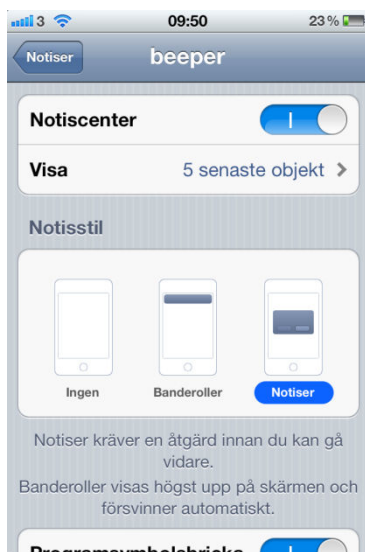 3 09:50 23 %
Notiser beeper
Notiscenter
Visa 5 senaste objekt
Notisstil
Ingen Banderoller Notiser
Notiser kräver en åtgärd innan du kan gå
vidare.
Banderoller visas högst upp på skärmen och
försvinner automatiskt.
Programsymbolsbricka